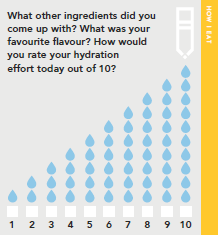 What other ingredients did you
come up with? What was your
favourite flavour? How would
you rate your hydration
effort today out of 10?
HOW I EAT
1 2 3 4 5 6 7 8 9 10